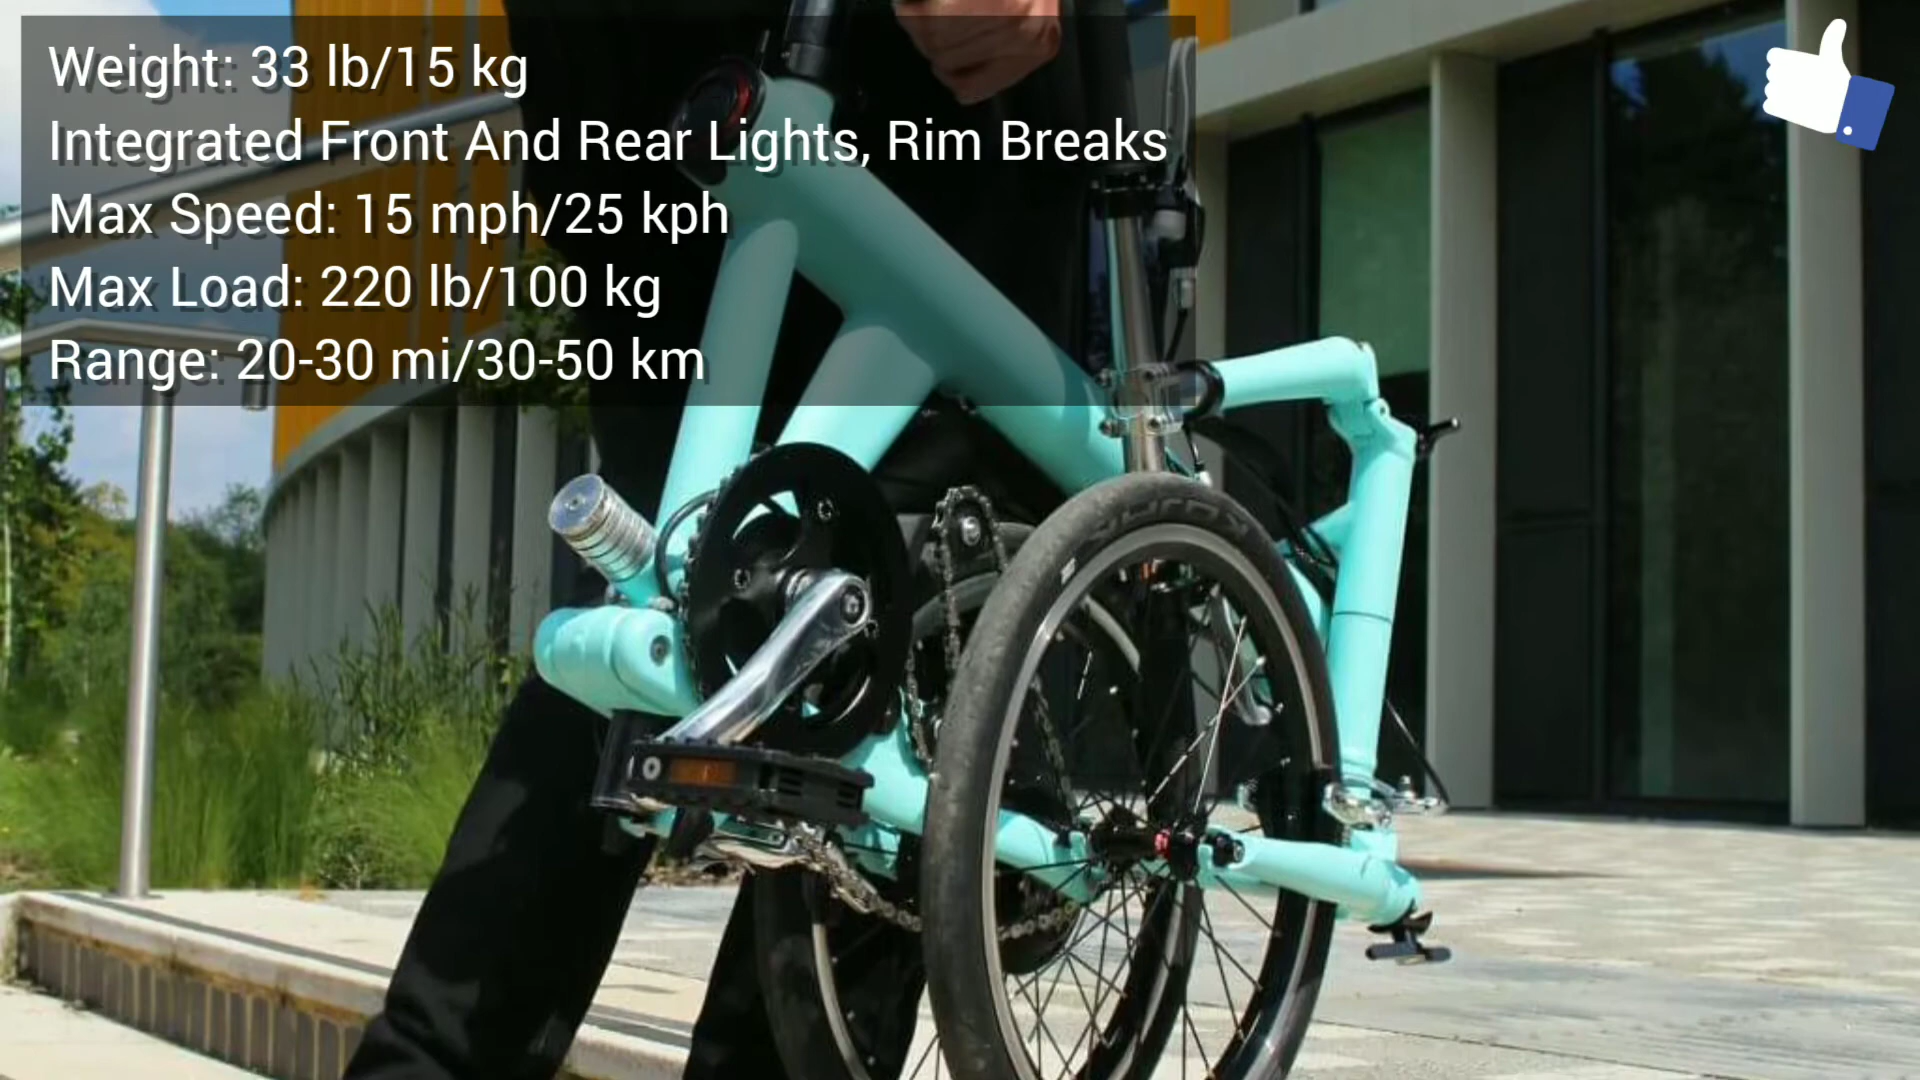 Weight: 33 lb/15 kg
Integrated Front And Rear Lights, Rim Breaks
Max Speed: 15 mph/25 kph
Max Load: 220 lb/100 kg
Range: 20-30 mi/30-50 km